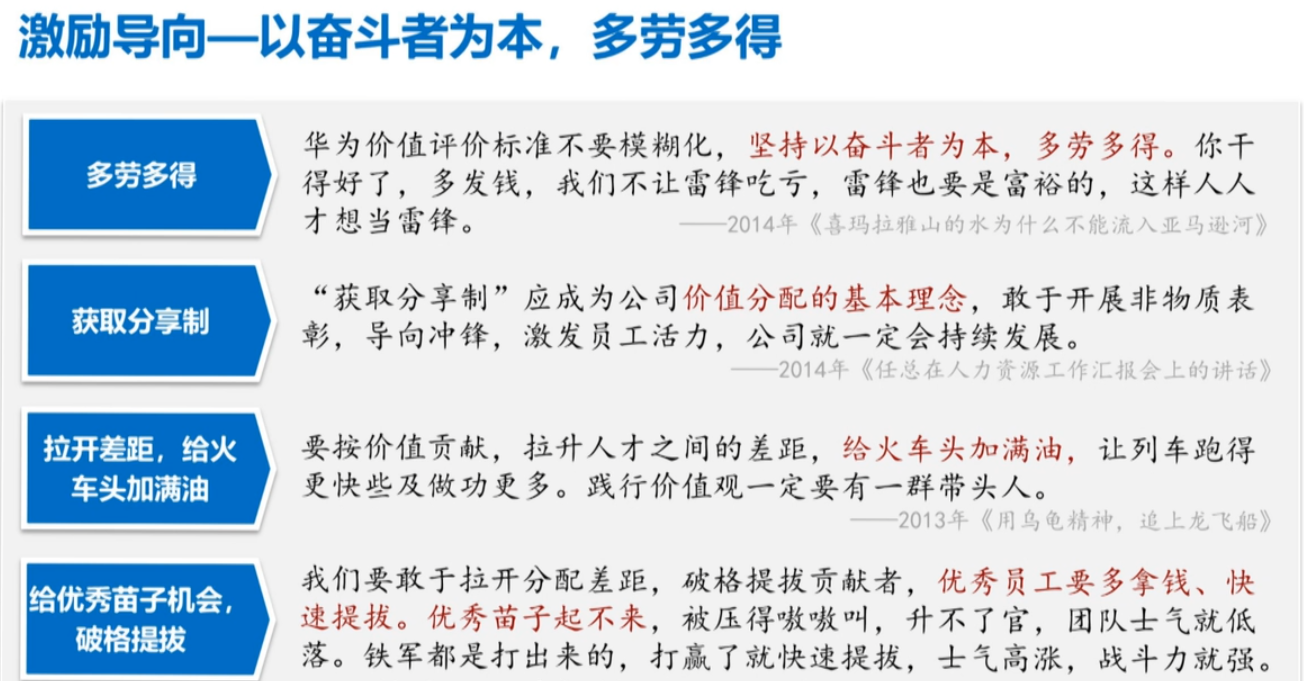 激励导向—以奋斗者为本，多劳多得
多劳多得
华为价值评价标准不要模糊化，坚持以奋斗者为本，多劳多得。你干
得好了，多发钱，我们不让雷锋吃亏，雷锋也要是富裕的，这样人人
才想当雷锋。
——2014年《喜玛拉雅山的水为什么不能流入亚马逊河》
获取分享制
“获取分享制”应成为公司价值分配的基本理念，敢于开展非物质表
彰，导向冲锋，激发员工活力，公司就一定会持续发展。
——2014年《任总在人力资源工作汇报会上的讲话》
拉开差距，给火
车头加满油
要按价值贡献，拉升人才之间的差距，给火车头加满油，让列车跑得
更快些及做功更多。践行价值观一定要有一群带头人。
——2013年《用乌龟精神，追上龙飞船》
给优秀苗子机会，
破格提拔
我们要敢于拉开分配差距，破格提拔贡献者，优秀员工要多拿钱、快
速提拔。优秀苗子起不来，被压得嗷嗷叫，升不了官，团队士气就低
落。铁军都是打出来的，打赢了就快速提拔，士气高涨，战斗力就强。